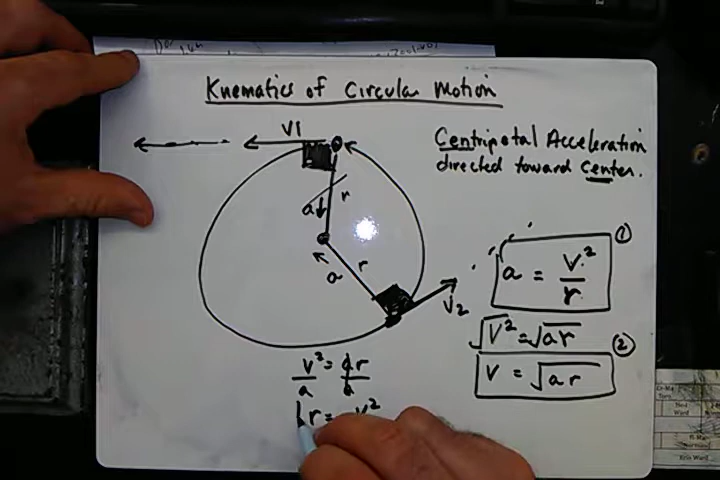 Knematics of Circular Motion
V1
Centripetal Acceleration
directed toward Center.
a
r
a
r
V2
a = V²/r
①
√V² = √ar
②
V = √ar
V²/a = ar/a
r = V²